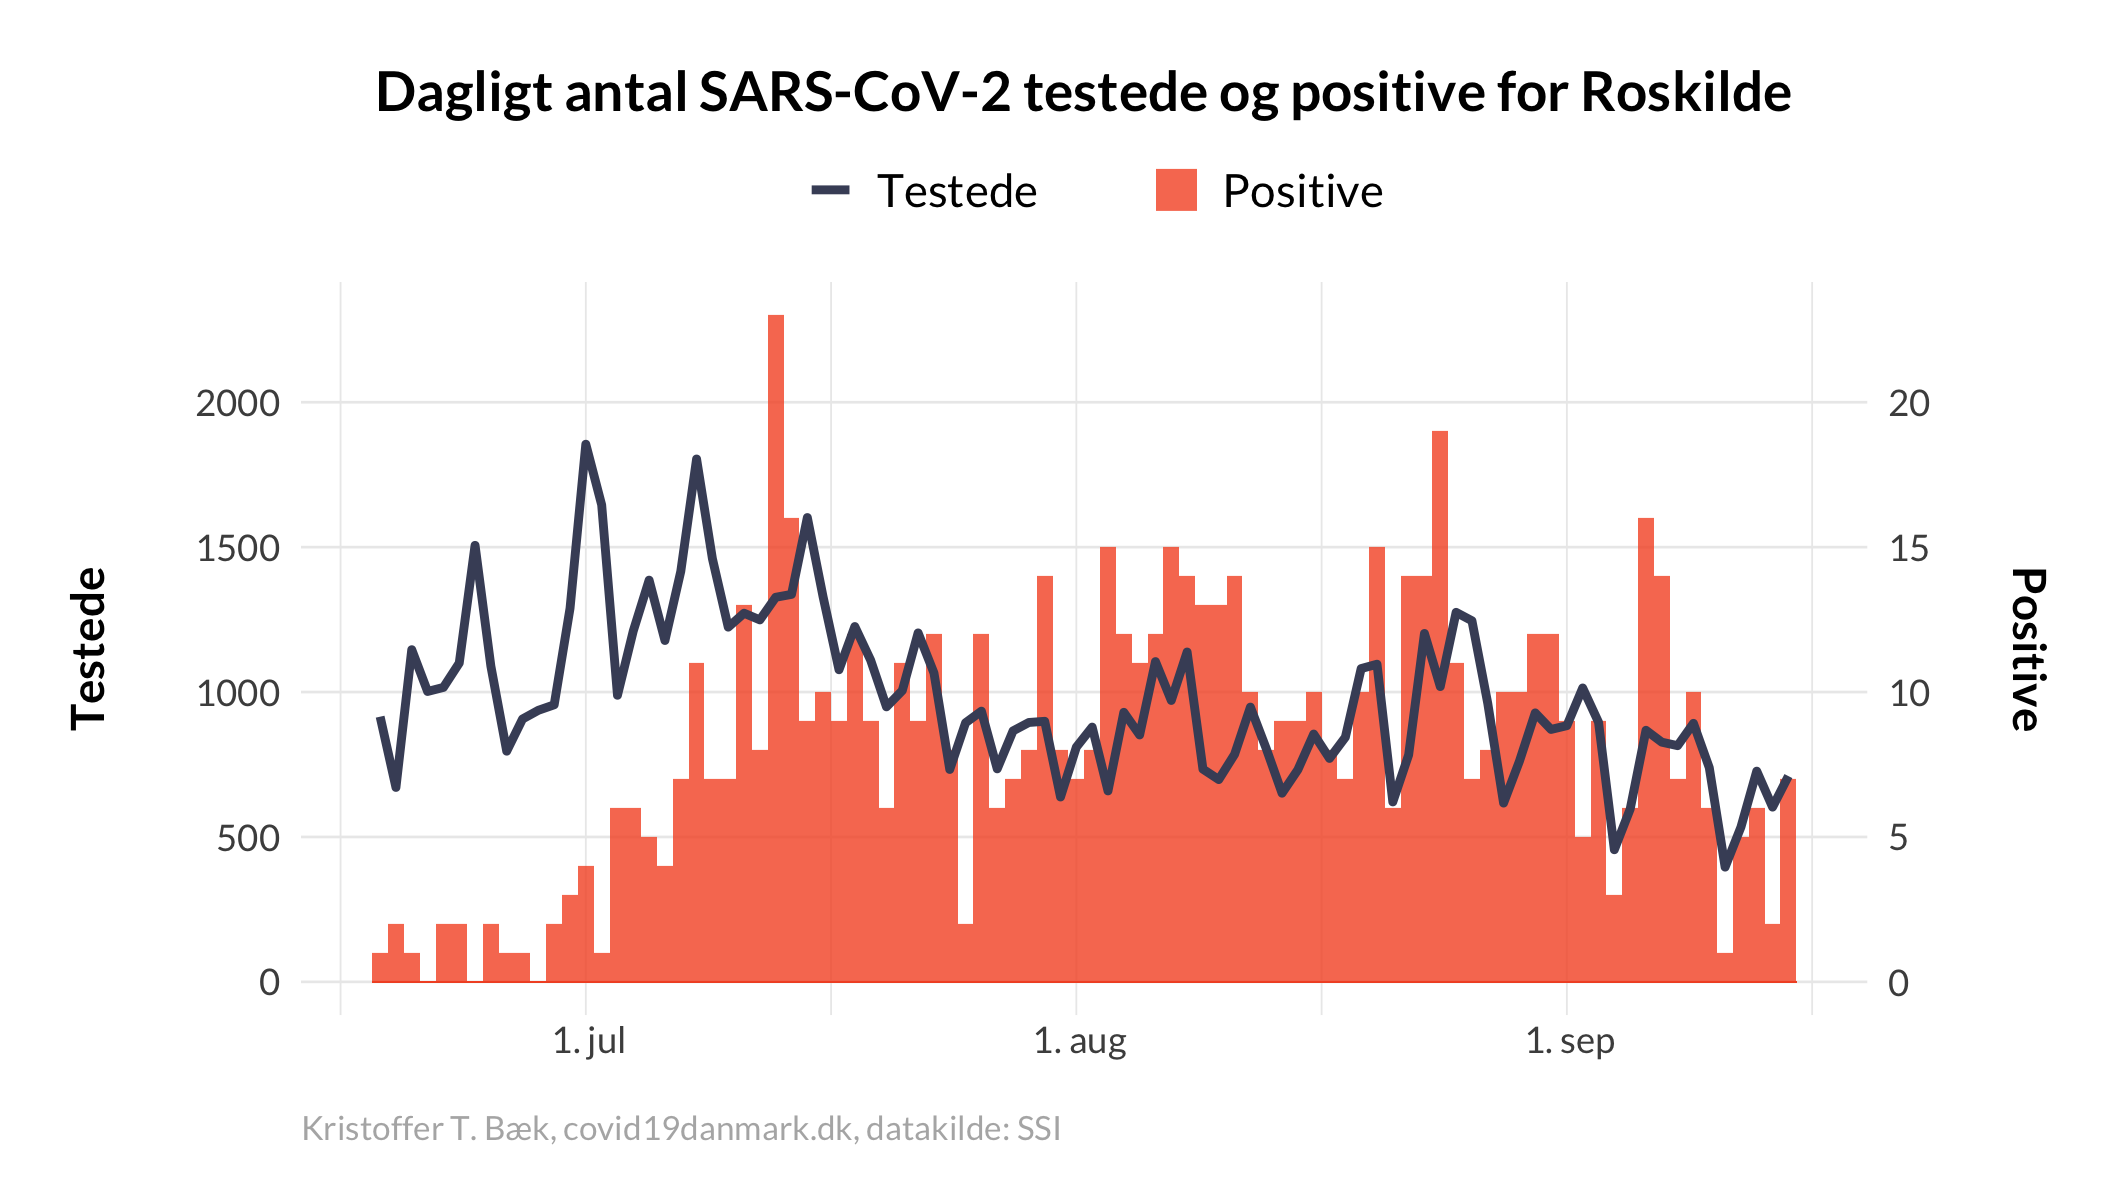 Dagligt antal SARS-CoV-2 testede og positive for Roskilde
Testede
Positive
Testede
2000
1500
1000
500
0
20
15
10
5
0
Positive
1. jul
1. aug
1. sep
Kristoffer T. Bæk, covid19danmark.dk, datakilde: SSI